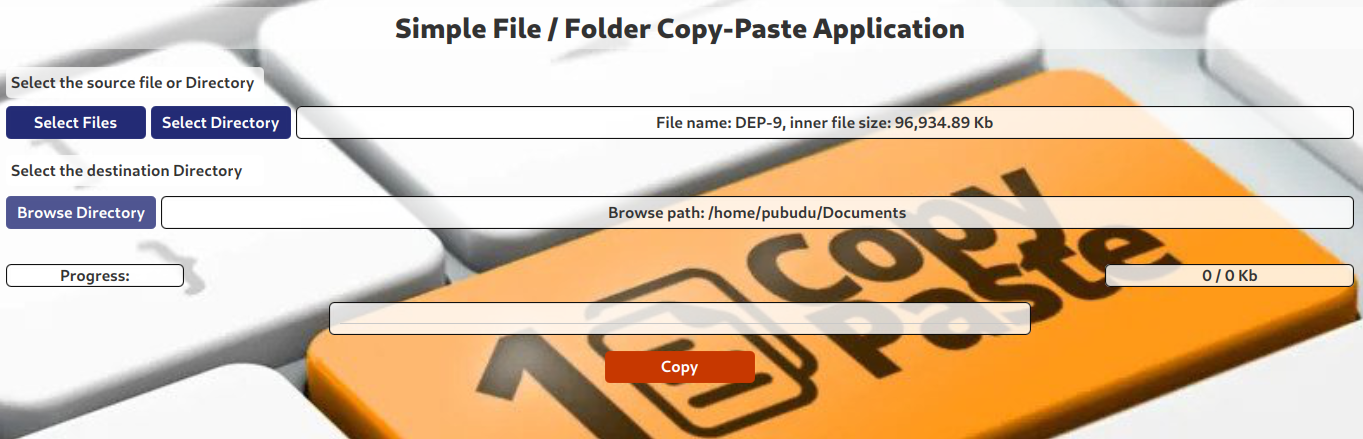 Simple File / Folder Copy-Paste Application
Select the source file or Directory
Select Files Select Directory File name: DEP-9, inner file size: 96,934.89 Kb
Select the destination Directory
Browse Directory Browse path: /home/pubudu/Documents
Progress: 0 / 0 Kb
Copy
Copy
Paste
1